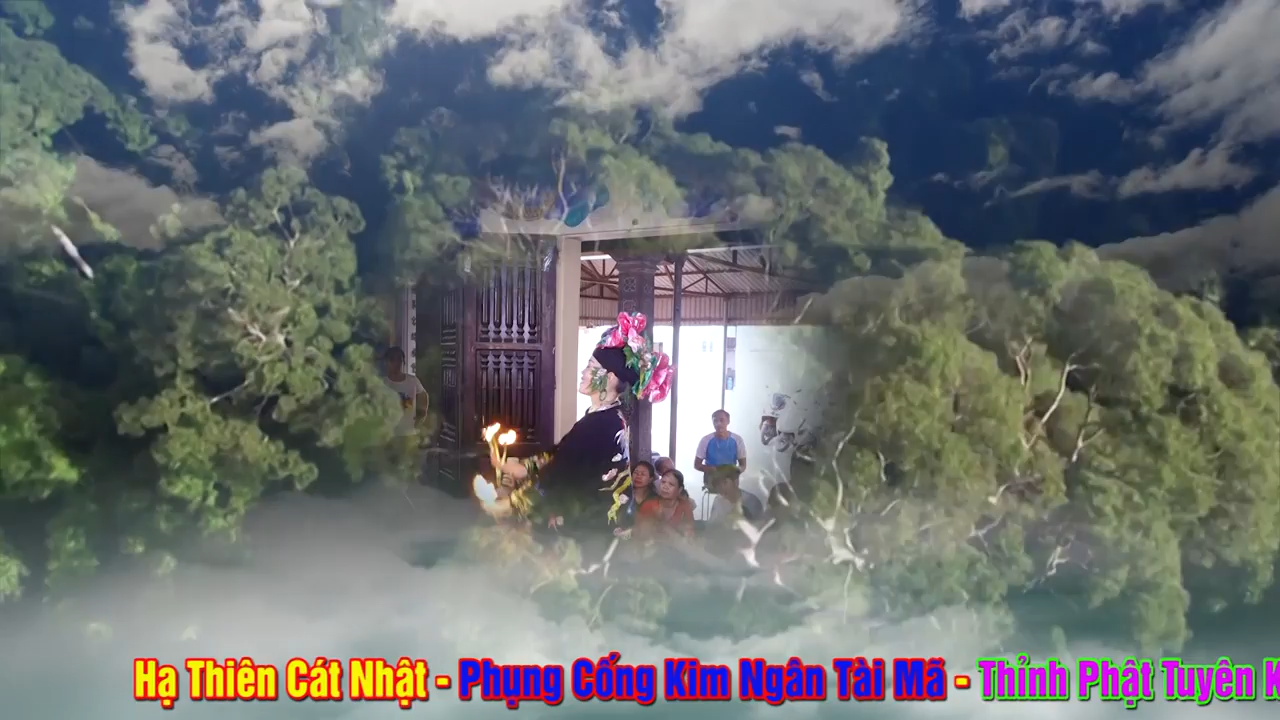 Hạ Thiên Cát Nhật - Phụng Cống Kim Ngân Tài Mã - Thỉnh Phật Tuyên